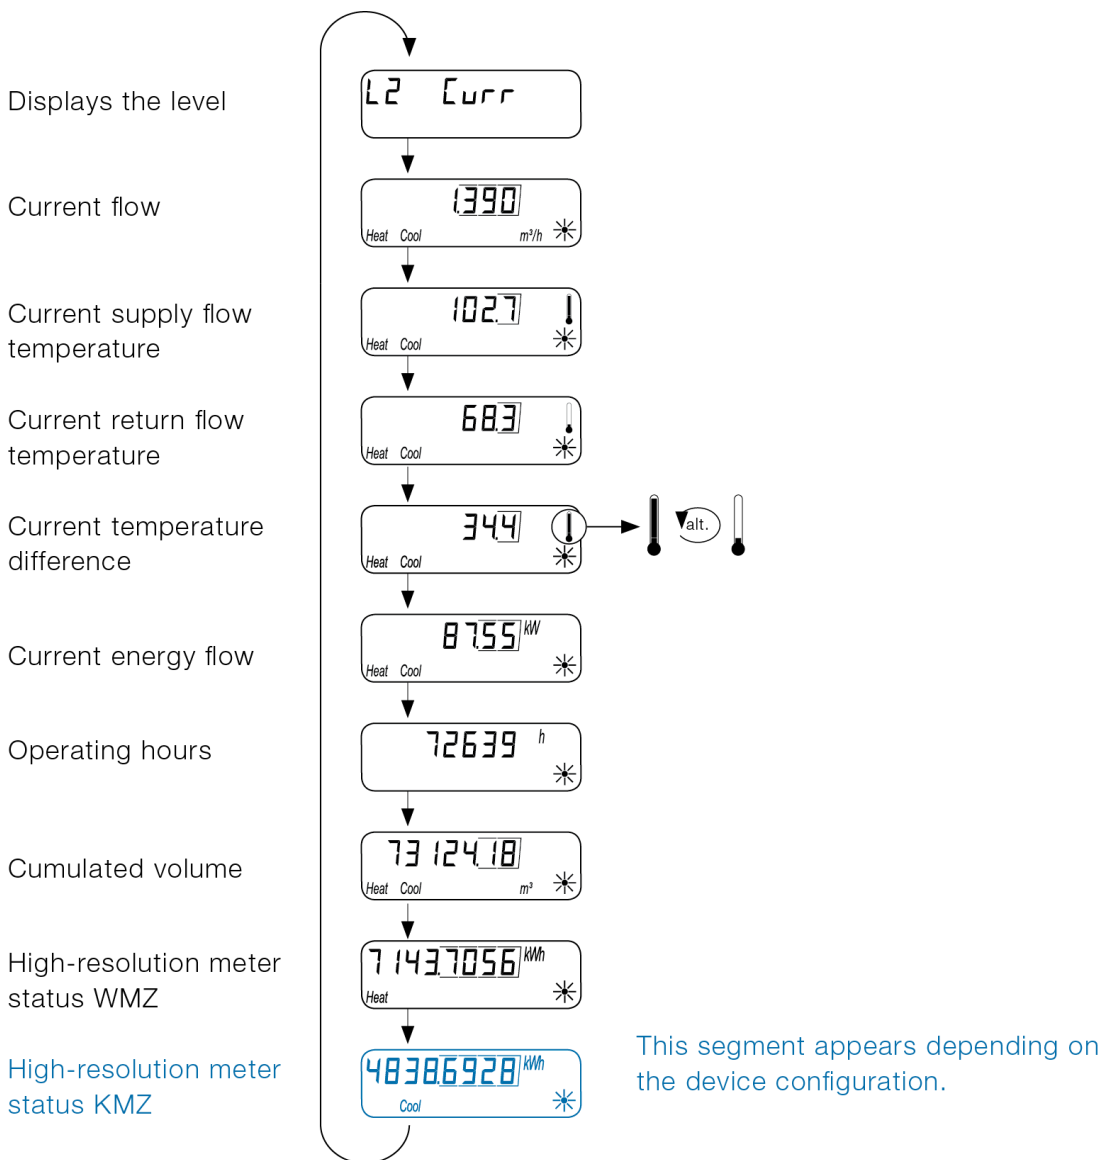 Displays the level
L2 Curr
Current flow
1.390
Heat Cool m³/h
Current supply flow
temperature
102.7
Heat Cool
Current return flow
temperature
68.3
Heat Cool
Current temperature
difference
34.4
Heat Cool
alt.
Current energy flow
87.55 kW
Heat Cool
Operating hours
72639 h
Cumulated volume
73124.18
Heat Cool m³
High-resolution meter
status WMZ
7143.7056 kWh
Heat
High-resolution meter
status KMZ
4838.6928 kWh
Cool
This segment appears depending on
the device configuration.